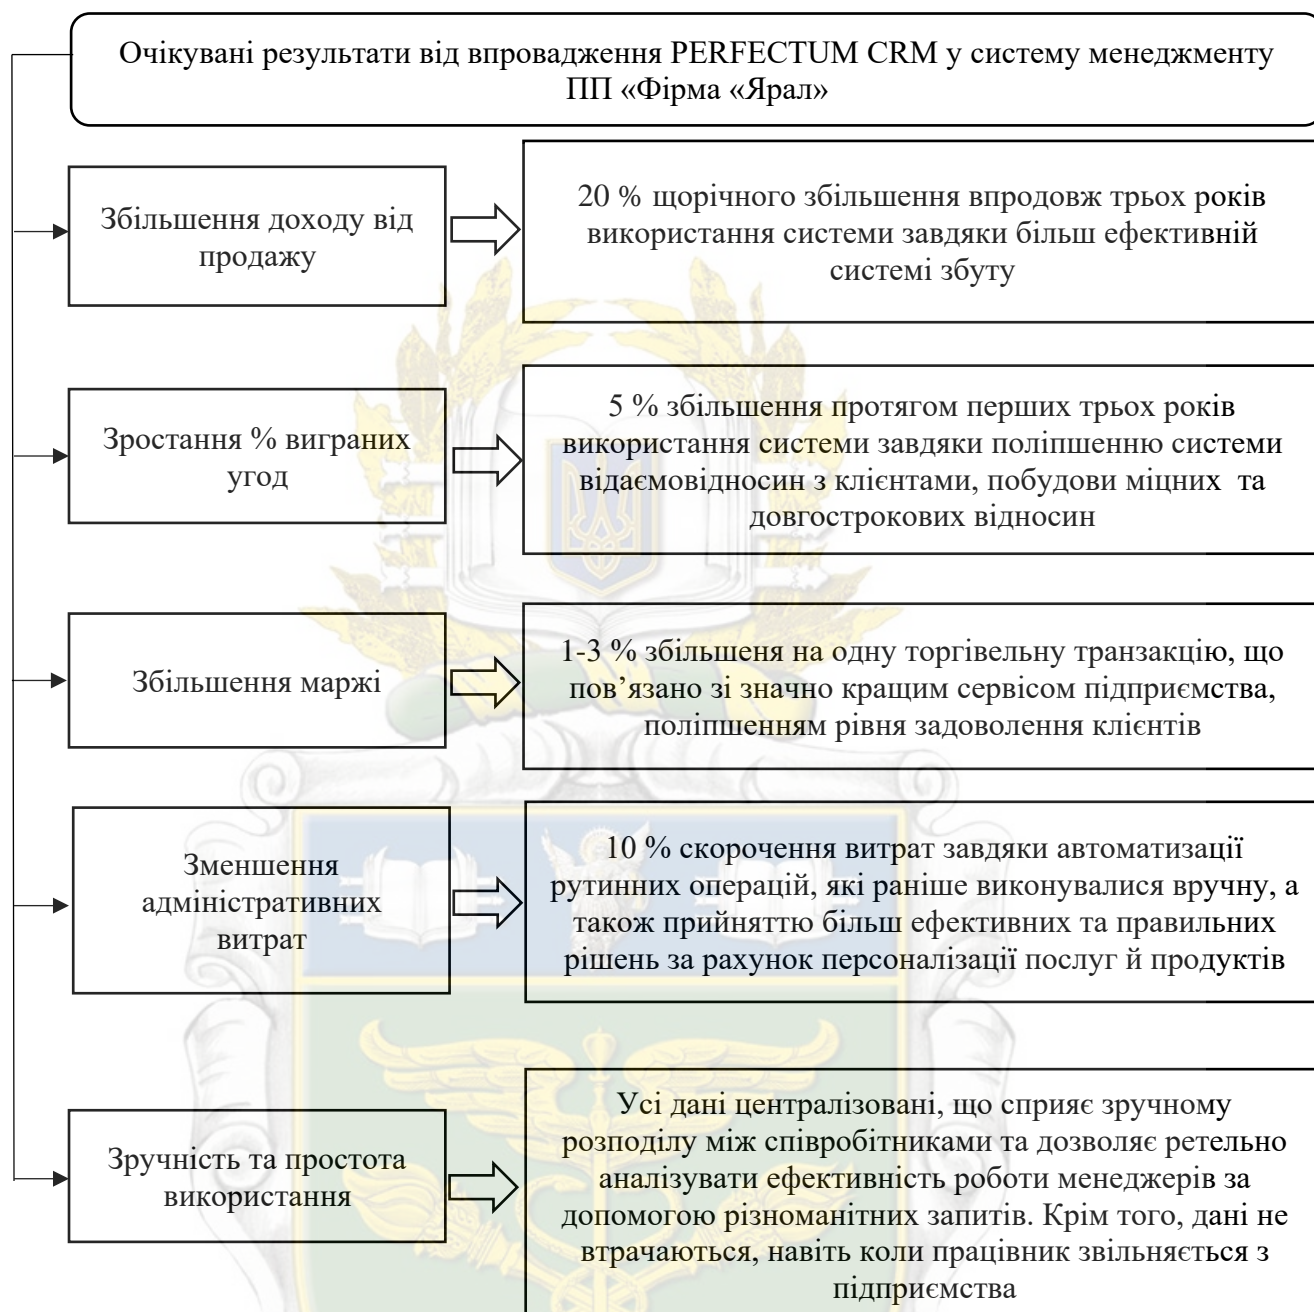 Очікувані результати від впровадження PERFECTUM CRM у систему менеджменту
ПП «Фірма «Ярал»
Збільшення доходу від
продажу
20 % щорічного збільшення впродовж трьох років
використання системи завдяки більш ефективній
системі збуту
Зростання % виграних
угод
5 % збільшення протягом перших трьох років
використання системи завдяки поліпшенню системи
відаємовідносин з клієнтами, побудови міцних та
довгострокових відносин
Збільшення маржі
1-3 % збільшеня на одну торгівельну транзакцію, що
пов’язано зі значно кращим сервісом підприємства,
поліпшенням рівня задоволення клієнтів
Зменшення
адміністративних
витрат
10 % скорочення витрат завдяки автоматизації
рутинних операцій, які раніше виконувалися вручну, а
також прийняттю більш ефективних та правильних
рішень за рахунок персоналізації послуг й продуктів
Зручність та простота
використання
Усі дані централізовані, що сприяє зручному
розподілу між співробітниками та дозволяє ретельно
аналізувати ефективність роботи менеджерів за
допомогою різноманітних запитів. Крім того, дані не
втрачаються, навіть коли працівник звільняється з
підприємства